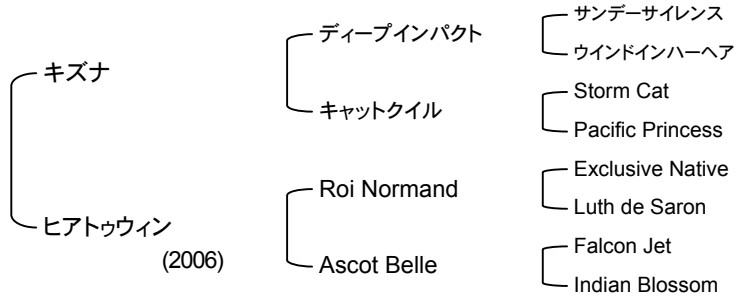 キズナ
ヒアトゥウィン
(2006)
ディープインパクト
キャットクイル
Roi Normand
Ascot Belle
サンデーサイレンス
ウインドインハーヘア
Storm Cat
Pacific Princess
Exclusive Native
Luth de Saron
Falcon Jet
Indian Blossom